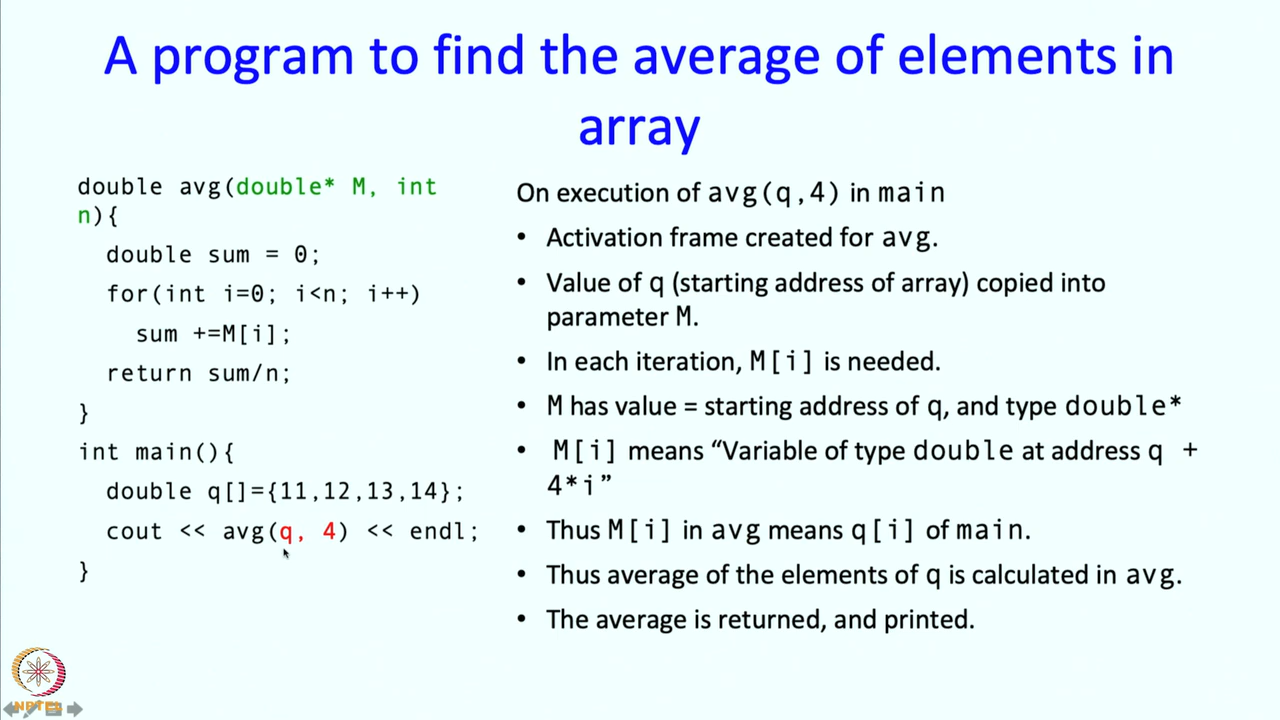 A program to find the average of elements in
array
double avg(double* M, int
n){
double sum = 0;
for(int i=0; i<n; i++)
sum +=M[i];
return sum/n;
}
int main(){
double q[]={11,12,13,14};
cout << avg(q, 4) << endl;
}
On execution of avg(q,4) in main
• Activation frame created for avg.
• Value of q (starting address of array) copied into
parameter M.
• In each iteration, M[i] is needed.
• M has value = starting address of q, and type double*
• M[i] means “Variable of type double at address q +
4*i”
• Thus M[i] in avg means q[i] of main.
• Thus average of the elements of q is calculated in avg.
• The average is returned, and printed.
NPTEL